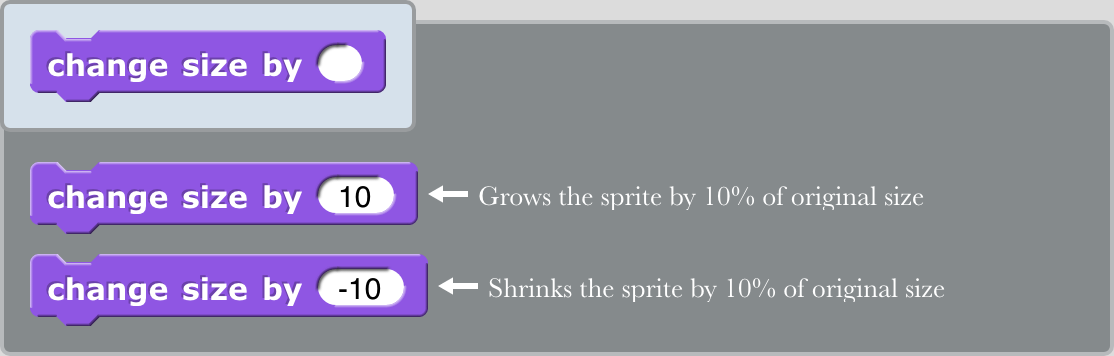 change size by
change size by 10 Grows the sprite by 10% of original size
change size by -10 Shrinks the sprite by 10% of original size